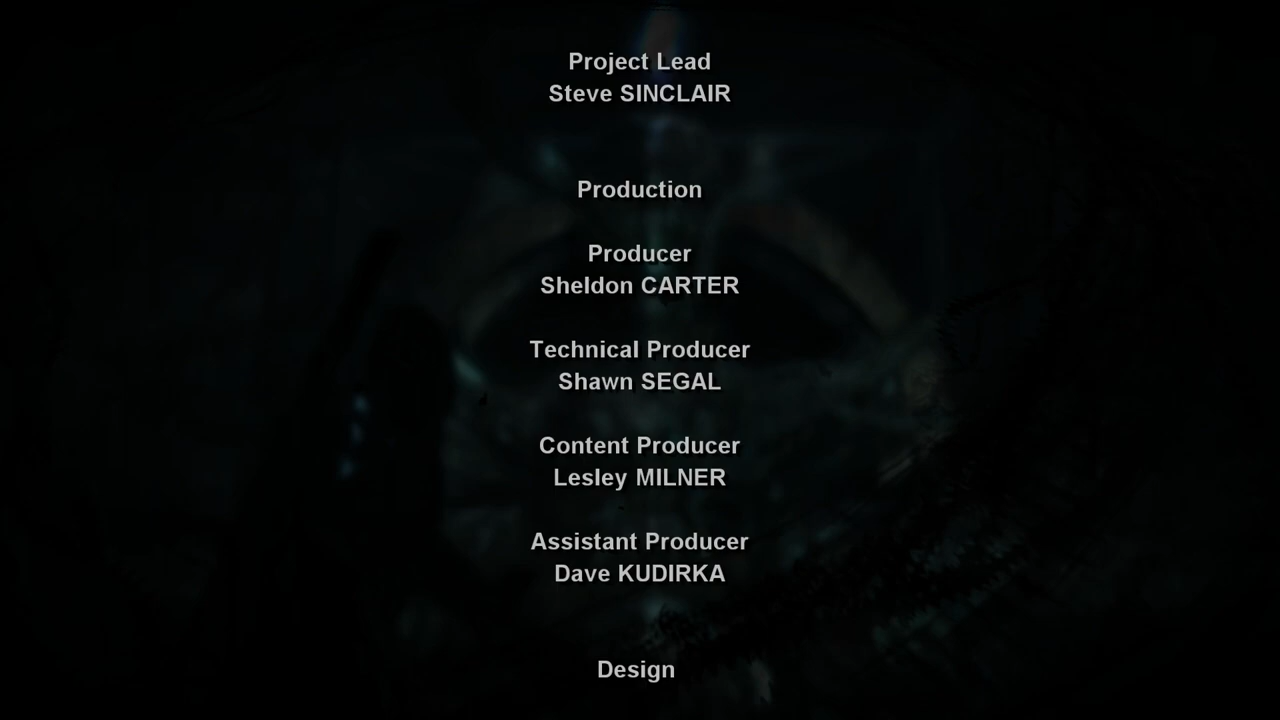 Project Lead
Steve SINCLAIR
Production
Producer
Sheldon CARTER
Technical Producer
Shawn SEGAL
Content Producer
Lesley MILNER
Assistant Producer
Dave KUDIRKA
Design